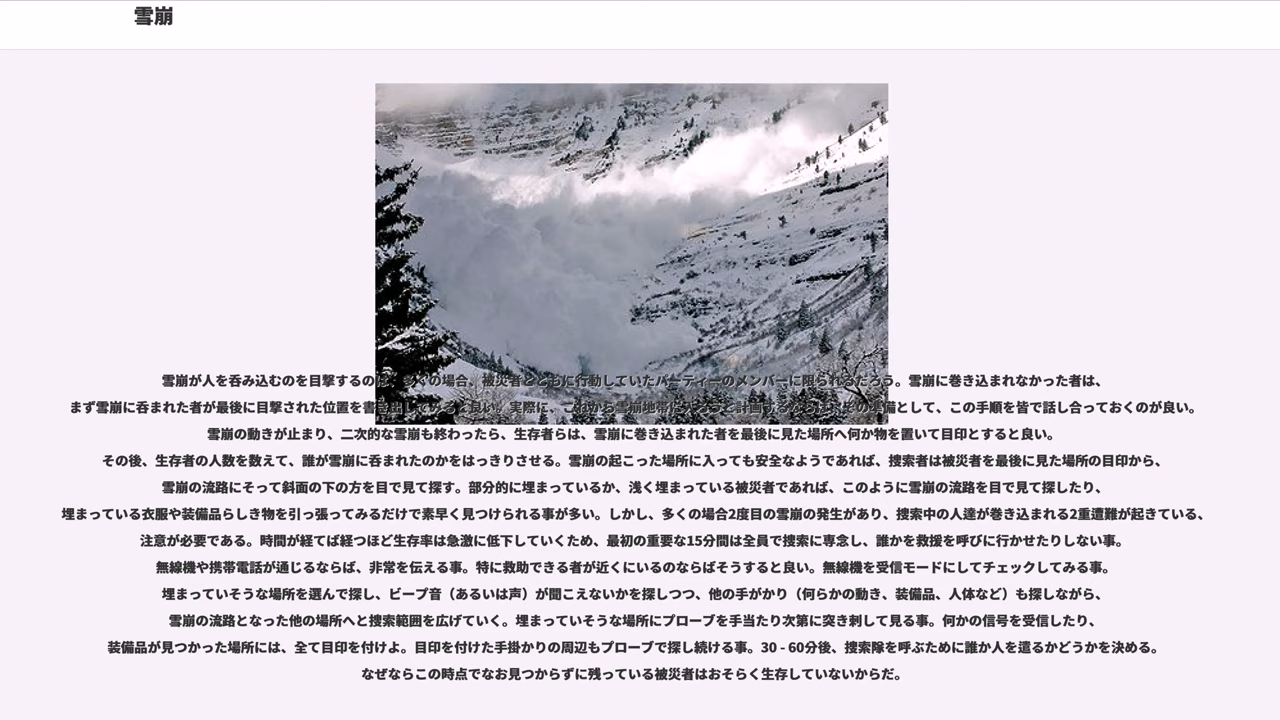 雪崩
雪崩が人を呑み込むのを目撃するのは、多くの場合、被災者とともに行動していたパーティーのメンバーに限られるだろう。雪崩に巻き込まれなかった者は、
まず雪崩に呑まれた者が最後に目撃された位置を書き出してみると良い。実際に、これから雪崩地帯に入ろうと計画するならば、その準備として、この手順を皆で話し合っておくのが良い。
雪崩の動きが止まり、二次的な雪崩も終わったら、生存者らは、雪崩に巻き込まれた者を最後に見た場所へ何か物を置いて目印とすると良い。
その後、生存者の人数を数えて、誰が雪崩に呑まれたのかをはっきりさせる。雪崩の起こった場所に入っても安全なようであれば、捜索者は被災者を最後に見た場所の目印から、
雪崩の流路にそって斜面の下の方を目で見て探す。部分的に埋まっているか、浅く埋まっている被災者であれば、このように雪崩の流路を目で見て探したり、
埋まっている衣服や装備品らしき物を引っ張ってみるだけで素早く見つけられる事が多い。しかし、多くの場合2度目の雪崩の発生があり、捜索中の人達が巻き込まれる2重遭難が起きている、
注意が必要である。時間が経てば経つほど生存率は急激に低下していくため、最初の重要な15分間は全員で捜索に専念し、誰かを救援を呼びに行かせたりしない事。
無線機や携帯電話が通じるならば、非常を伝える事。特に救助できる者が近くにいるのならばそうすると良い。無線機を受信モードにしてチェックしてみる事。
埋まっていそうな場所を選んで探し、ビープ音（あるいは声）が聞こえないかを探しつつ、他の手がかり（何らかの動き、装備品、人体など）も探しながら、
雪崩の流路となった他の場所へと捜索範囲を広げていく。埋まっていそうな場所にプローブを手当たり次第に突き刺して見る事。何かの信号を受信したり、
装備品が見つかった場所には、全て目印を付けよ。目印を付けた手掛かりの周辺もプローブで探し続ける事。30 - 60分後、捜索隊を呼ぶために誰か人を遣るかどうかを決める。
なぜならこの時点でなお見つからずに残っている被災者はおそらく生存していないからだ。